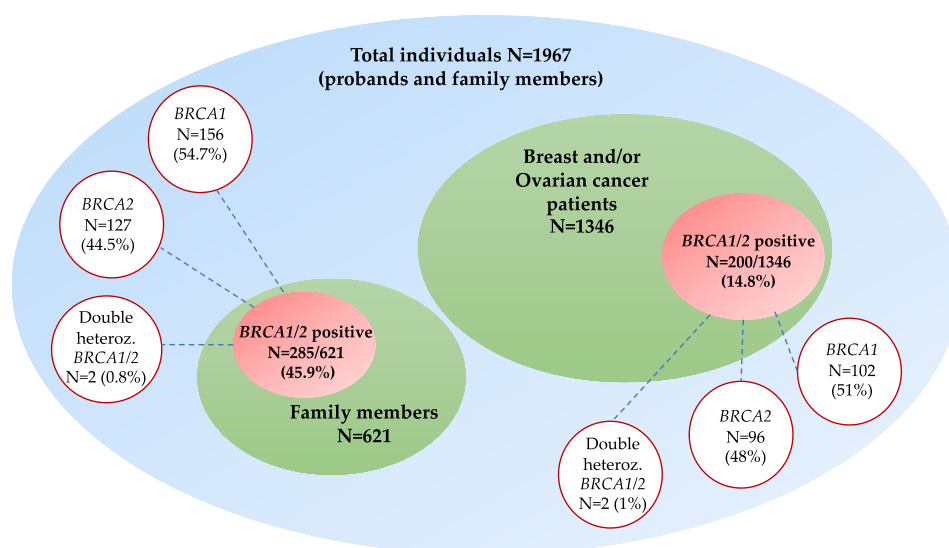 Total individuals N=1967
(probands and family members)
BRCA1
N=156
(54.7%)
BRCA2
N=127
(44.5%)
Double
heteroz.
BRCA1/2
N=2 (0.8%)
BRCA1/2 positive
N=285/621
(45.9%)
Family members
N=621
Breast and/or
Ovarian cancer
patients
N=1346
BRCA1/2 positive
N=200/1346
(14.8%)
BRCA1
N=102
(51%)
BRCA2
N=96
(48%)
Double
heteroz.
BRCA1/2
N=2 (1%)